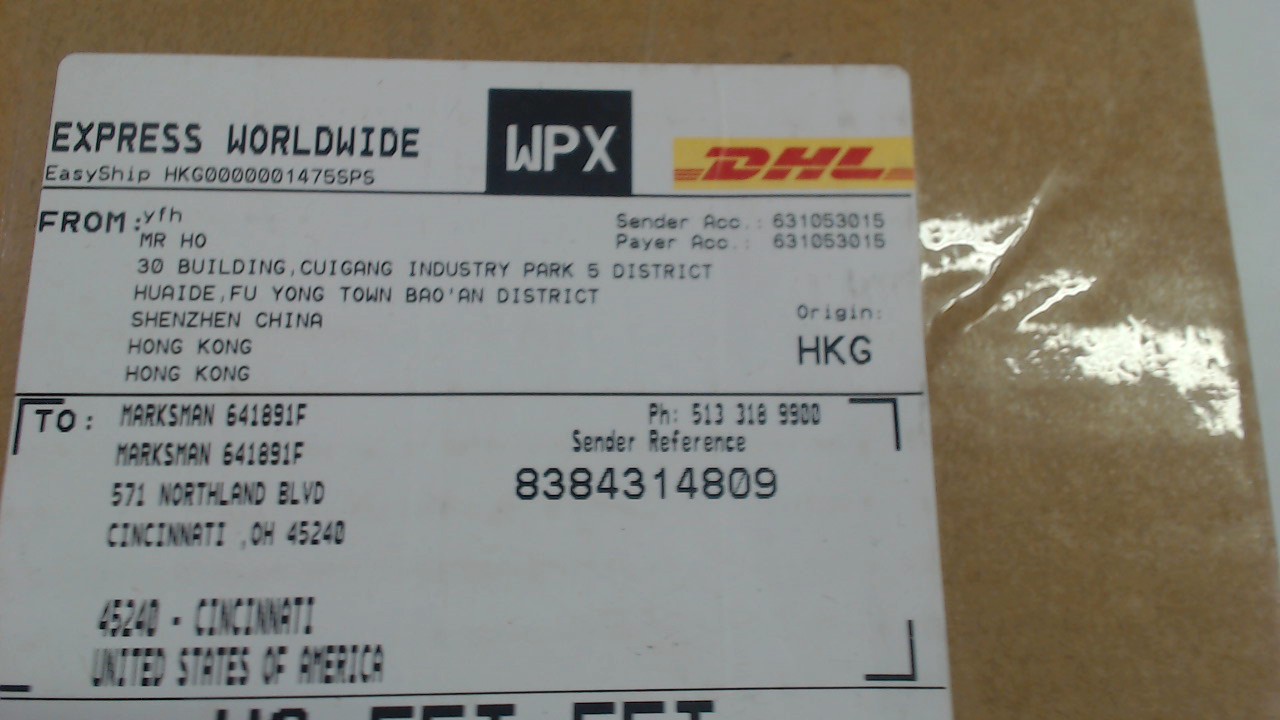 EXPRESS WORLDWIDE
WPX
DHL
EasyShip HKG0000001475SPS
FROM: yfh
MR HO
Sender Acc.: 631053015
Payer Acc.: 631053015
30 BUILDING,CUIGANG INDUSTRY PARK 5 DISTRICT
HUAIDE,FU YONG TOWN BAO'AN DISTRICT
SHENZHEN CHINA
HONG KONG
HONG KONG
Origin:
HKG
TO: MARKSMAN 641891F
Ph: 513 318 9900
MARKSMAN 641891F
Sender Reference
8384314809
571 NORTHLAND BLVD
CINCINNATI ,OH 45240
45240 - CINCINNATI
UNITED STATES OF AMERICA